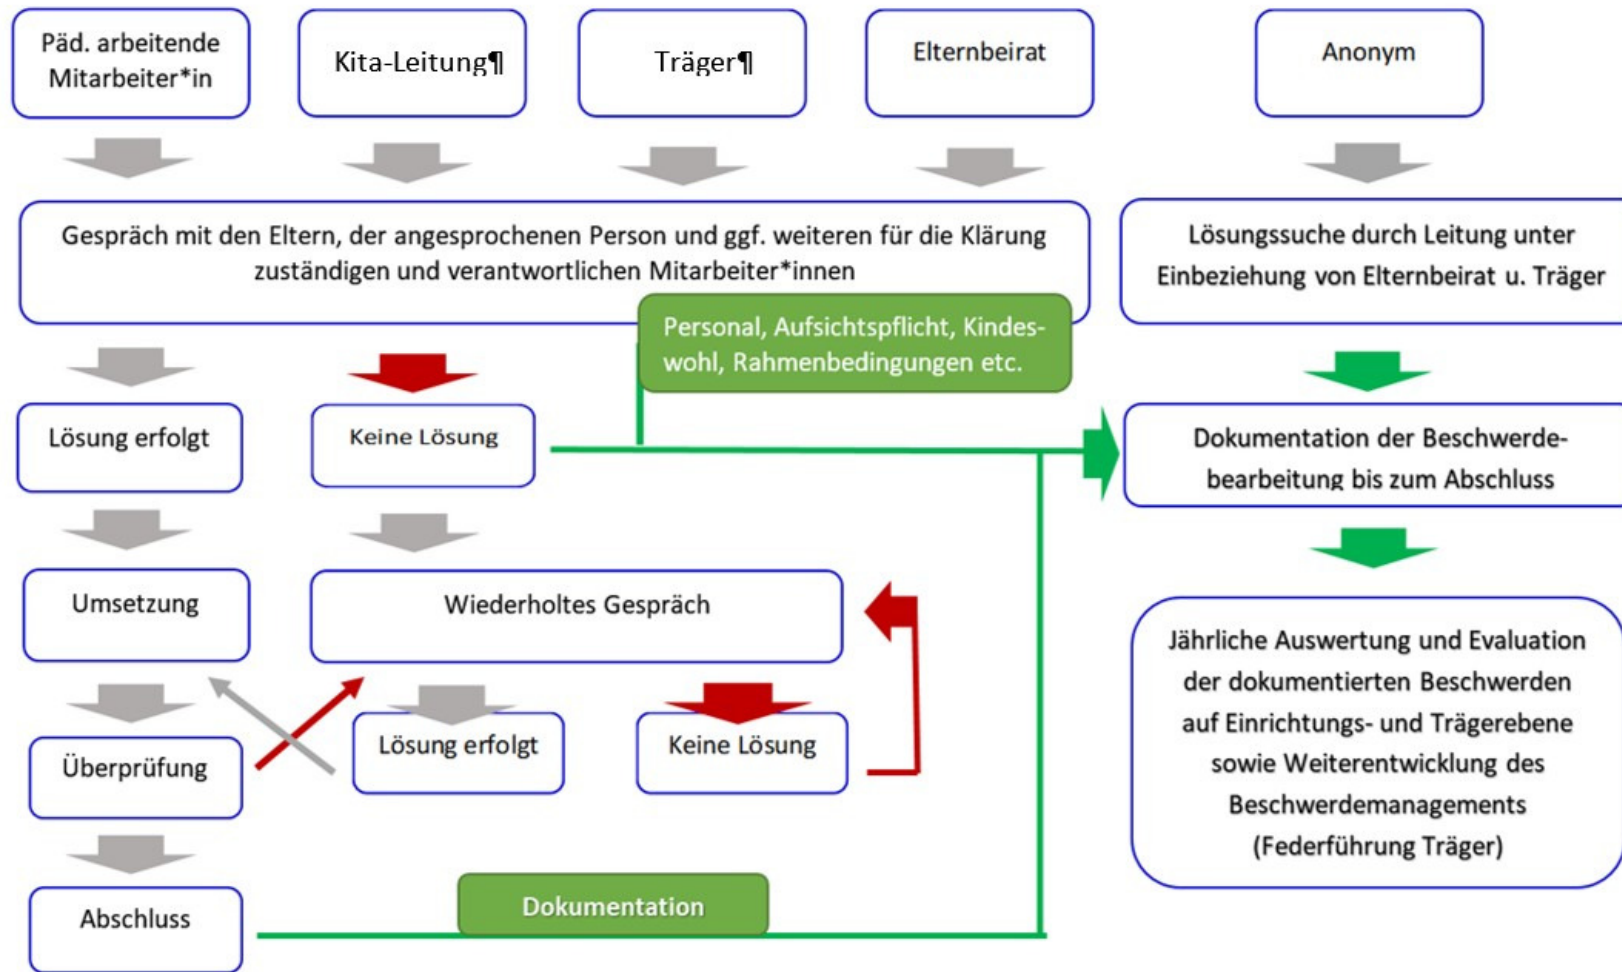 Päd. arbeitende
Mitarbeiter*in
Kita-Leitung¶
Träger¶
Elternbeirat
Anonym
Gespräch mit den Eltern, der angesprochenen Person und ggf. weiteren für die Klärung
zuständigen und verantwortlichen Mitarbeiter*innen
Lösungssuche durch Leitung unter
Einbeziehung von Elternbeirat u. Träger
Personal, Aufsichtspflicht, Kindes-
wohl, Rahmenbedingungen etc.
Lösung erfolgt
Keine Lösung
Dokumentation der Beschwerde-
bearbeitung bis zum Abschluss
Umsetzung
Wiederholtes Gespräch
Jährliche Auswertung und Evaluation
der dokumentierten Beschwerden
auf Einrichtungs- und Trägerebene
sowie Weiterentwicklung des
Beschwerdemanagements
(Federführung Träger)
Überprüfung
Lösung erfolgt
Keine Lösung
Abschluss
Dokumentation